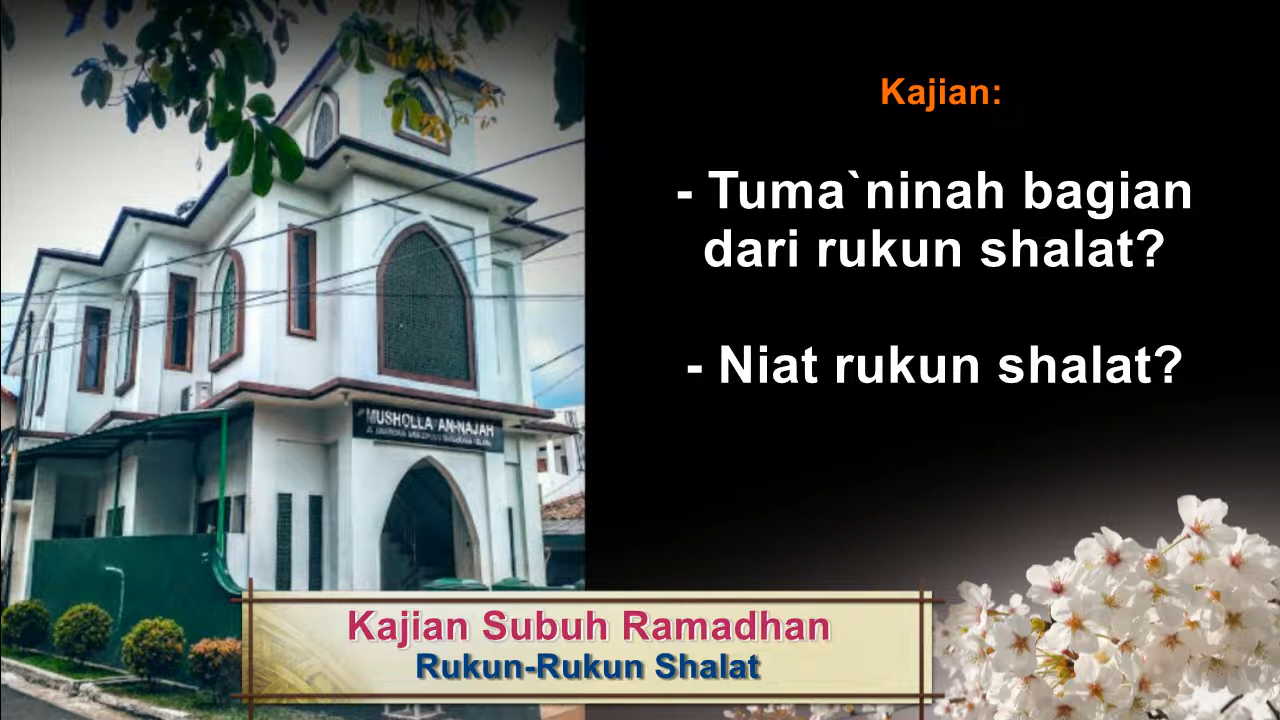 Kajian:
- Tuma`ninah bagian
dari rukun shalat?
- Niat rukun shalat?
MUSHOLLA AN-NAJAH
Kajian Subuh Ramadhan
Rukun-Rukun Shalat